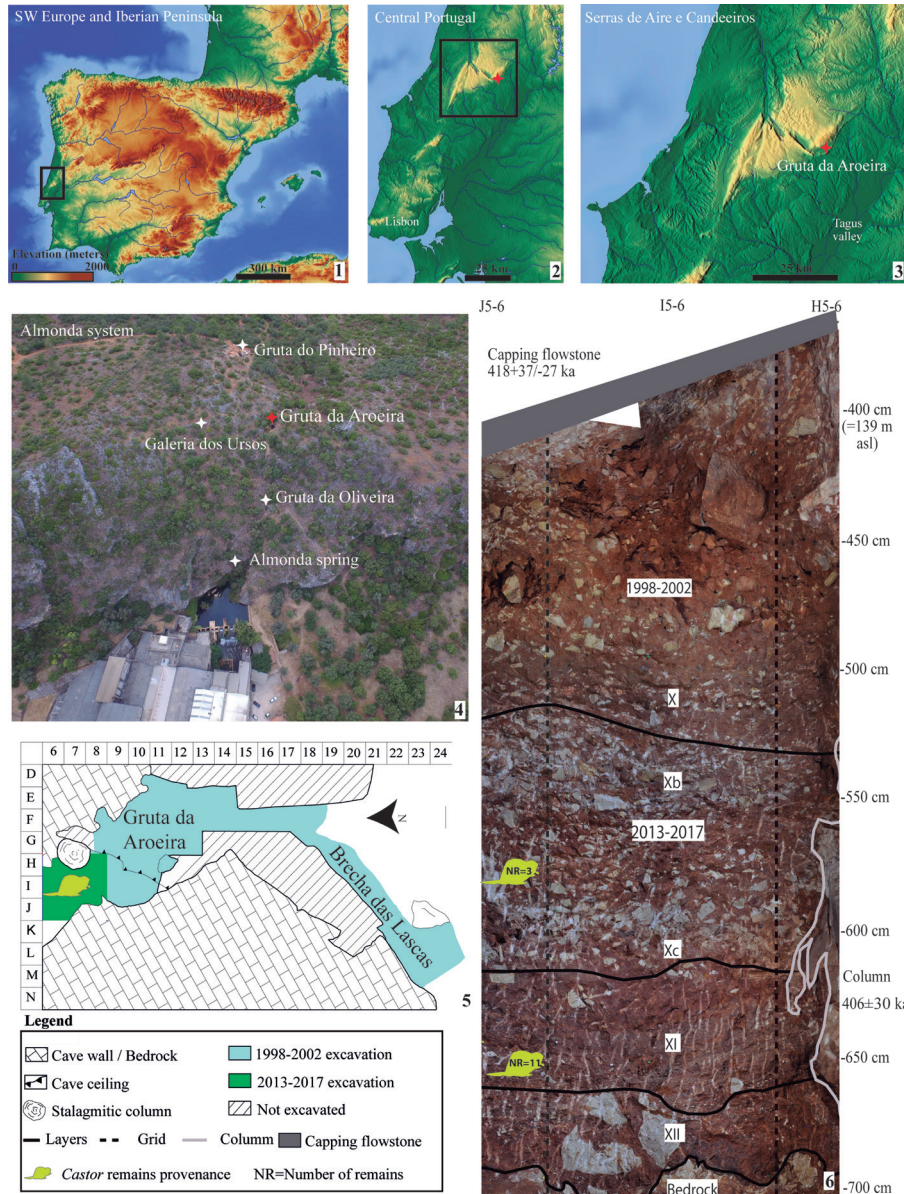 SW Europe and Iberian Peninsula
Elevation (meters)
0
2000
300 km
1
Central Portugal
Lisbon
25 km
2
Serras de Aire e Candeeiros
Gruta da Aroeira
Tagus
valley
25 km
3
Almonda system
Gruta do Pinheiro
Gruta da Aroeira
Galeria dos Ursos
Gruta da Oliveira
Almonda spring
4
6 7 8 9 10 11 12 13 14 15 16 17 18 19 20 21 22 23 24
D
E
F
G
H
I
J
K
L
M
N
Gruta da
Aroeira
Brecha das Lascas
N
5
Legend
Cave wall / Bedrock
1998-2002 excavation
Cave ceiling
2013-2017 excavation
Stalagmitic column
Not excavated
Layers
Grid
Column
Capping flowstone
Castor remains provenance
NR=Number of remains
J5-6
I5-6
H5-6
Capping flowstone
418+37/-27 ka
-400 cm
(=139 m
asl)
-450 cm
1998-2002
-500 cm
X
Xb
-550 cm
2013-2017
NR=3
-600 cm
Xc
Column
406±30 ka
XI
-650 cm
NR=11
XII
Bedrock
6
-700 cm